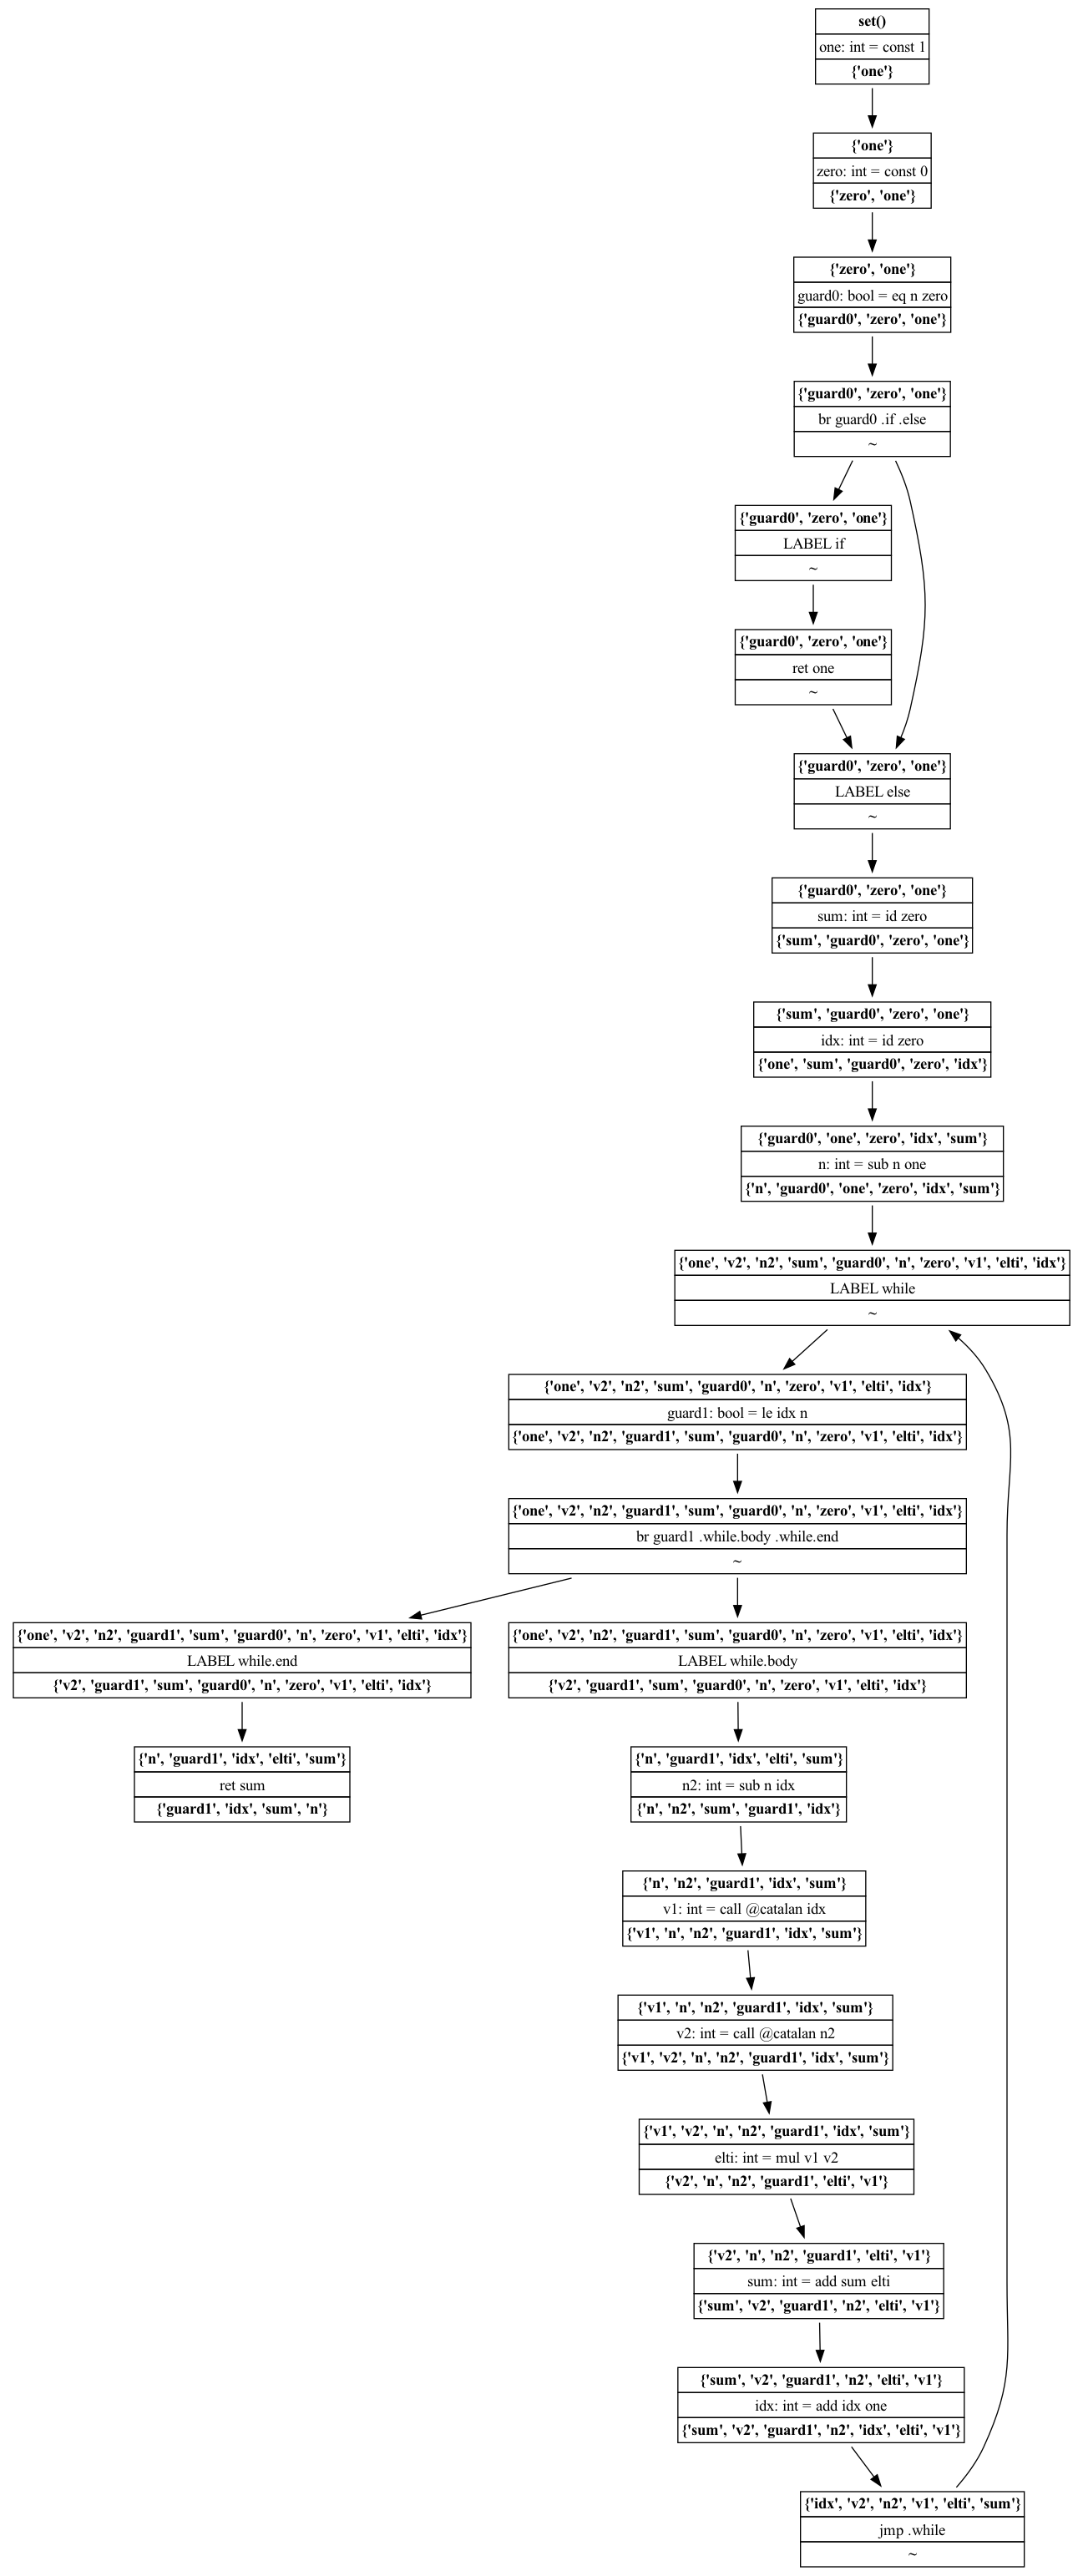 set()
one: int = const 1
{'one'}
{'one'}
zero: int = const 0
{'zero', 'one'}
{'zero', 'one'}
guard0: bool = eq n zero
{'guard0', 'zero', 'one'}
{'guard0', 'zero', 'one'}
br guard0 .if .else
~
{'guard0', 'zero', 'one'}
LABEL if
~
{'guard0', 'zero', 'one'}
ret one
~
{'guard0', 'zero', 'one'}
LABEL else
~
{'guard0', 'zero', 'one'}
sum: int = id zero
{'sum', 'guard0', 'zero', 'one'}
{'sum', 'guard0', 'zero', 'one'}
idx: int = id zero
{'one', 'sum', 'guard0', 'zero', 'idx'}
{'guard0', 'one', 'zero', 'idx', 'sum'}
n: int = sub n one
{'n', 'guard0', 'one', 'zero', 'idx', 'sum'}
{'one', 'v2', 'n2', 'sum', 'guard0', 'n', 'zero', 'v1', 'elti', 'idx'}
LABEL while
~
{'one', 'v2', 'n2', 'sum', 'guard0', 'n', 'zero', 'v1', 'elti', 'idx'}
guard1: bool = le idx n
{'one', 'v2', 'n2', 'guard1', 'sum', 'guard0', 'n', 'zero', 'v1', 'elti', 'idx'}
{'one', 'v2', 'n2', 'guard1', 'sum', 'guard0', 'n', 'zero', 'v1', 'elti', 'idx'}
br guard1 .while.body .while.end
~
{'one', 'v2', 'n2', 'guard1', 'sum', 'guard0', 'n', 'zero', 'v1', 'elti', 'idx'}
LABEL while.end
{'v2', 'guard1', 'sum', 'guard0', 'n', 'zero', 'v1', 'elti', 'idx'}
{'n', 'guard1', 'idx', 'elti', 'sum'}
ret sum
{'guard1', 'idx', 'sum', 'n'}
{'one', 'v2', 'n2', 'guard1', 'sum', 'guard0', 'n', 'zero', 'v1', 'elti', 'idx'}
LABEL while.body
{'v2', 'guard1', 'sum', 'guard0', 'n', 'zero', 'v1', 'elti', 'idx'}
{'n', 'guard1', 'idx', 'elti', 'sum'}
n2: int = sub n idx
{'n', 'n2', 'sum', 'guard1', 'idx'}
{'n', 'n2', 'guard1', 'idx', 'sum'}
v1: int = call @catalan idx
{'v1', 'n', 'n2', 'guard1', 'idx', 'sum'}
{'v1', 'n', 'n2', 'guard1', 'idx', 'sum'}
v2: int = call @catalan n2
{'v1', 'v2', 'n', 'n2', 'guard1', 'idx', 'sum'}
{'v1', 'v2', 'n', 'n2', 'guard1', 'idx', 'sum'}
elti: int = mul v1 v2
{'v2', 'n', 'n2', 'guard1', 'elti', 'v1'}
{'v2', 'n', 'n2', 'guard1', 'elti', 'v1'}
sum: int = add sum elti
{'sum', 'v2', 'guard1', 'n2', 'elti', 'v1'}
{'sum', 'v2', 'guard1', 'n2', 'elti', 'v1'}
idx: int = add idx one
{'sum', 'v2', 'guard1', 'n2', 'idx', 'elti', 'v1'}
{'idx', 'v2', 'n2', 'v1', 'elti', 'sum'}
jmp .while
~